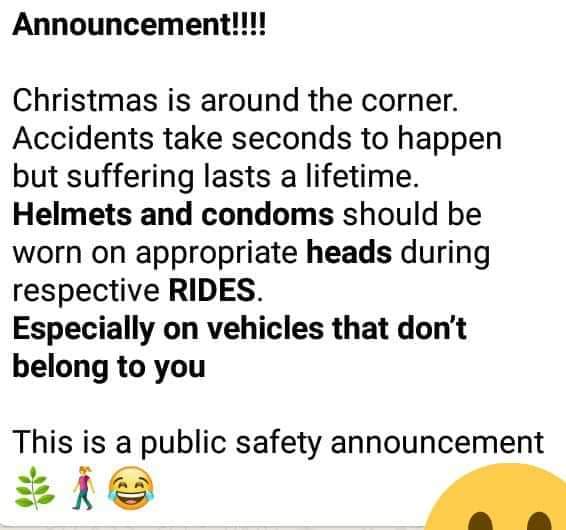 Announcement!!!!
Christmas is around the corner.
Accidents take seconds to happen
but suffering lasts a lifetime.
Helmets and condoms should be
worn on appropriate heads during
respective RIDES.
Especially on vehicles that don't
belong to you
This is a public safety announcement
🌿🚶‍♀️😂